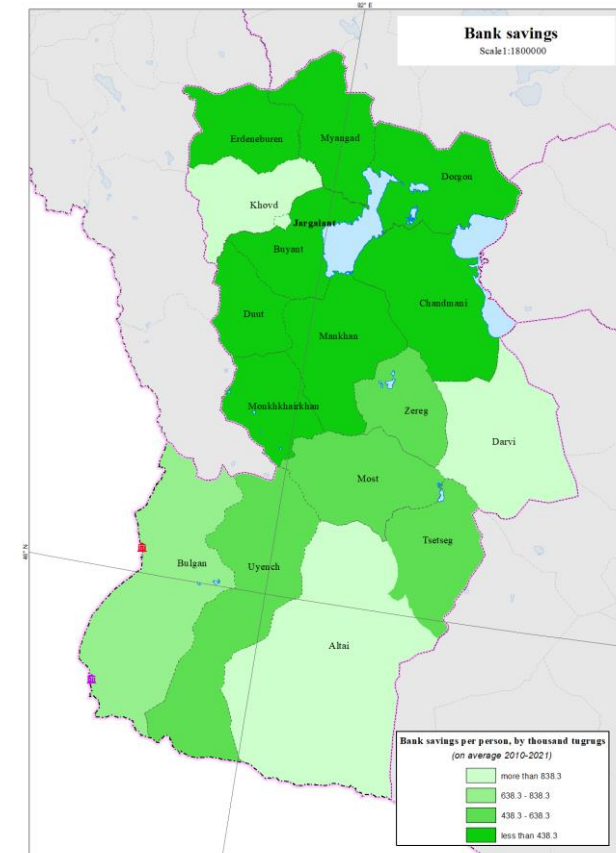 92° E
Bank savings
Scale1:1800000
Erdeneburen
Myangad
Dorgon
Khovd
Jargalant
Buyant
Chandmani
Duut
Mankhan
Monkhkhairkhan
Zereg
Darvi
Most
46° N
Tsetseg
Bulgan
Uyench
Altai
Bank savings per person, by thousand tugrugs
(on average 2010-2021)
more than 838.3
638.3 - 838.3
438.3 - 638.3
less than 438.3